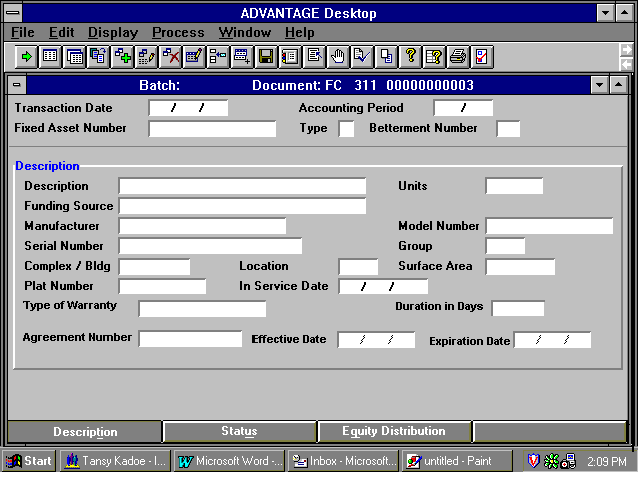 ADVANTAGE Desktop
File Edit Display Process Window Help
Batch: Document: FC 311 00000000003
Transaction Date / / Accounting Period /
Fixed Asset Number Type Betterment Number
Description
Description Units
Funding Source
Manufacturer Model Number
Serial Number Group
Complex / Bldg Location Surface Area
Plat Number In Service Date / /
Type of Warranty Duration in Days
Agreement Number Effective Date / / Expiration Date / /
Description Status Equity Distribution
Start Tansy Kadoe - I... Microsoft Word -... Inbox - Microsoft... untitled - Paint 2:09 PM